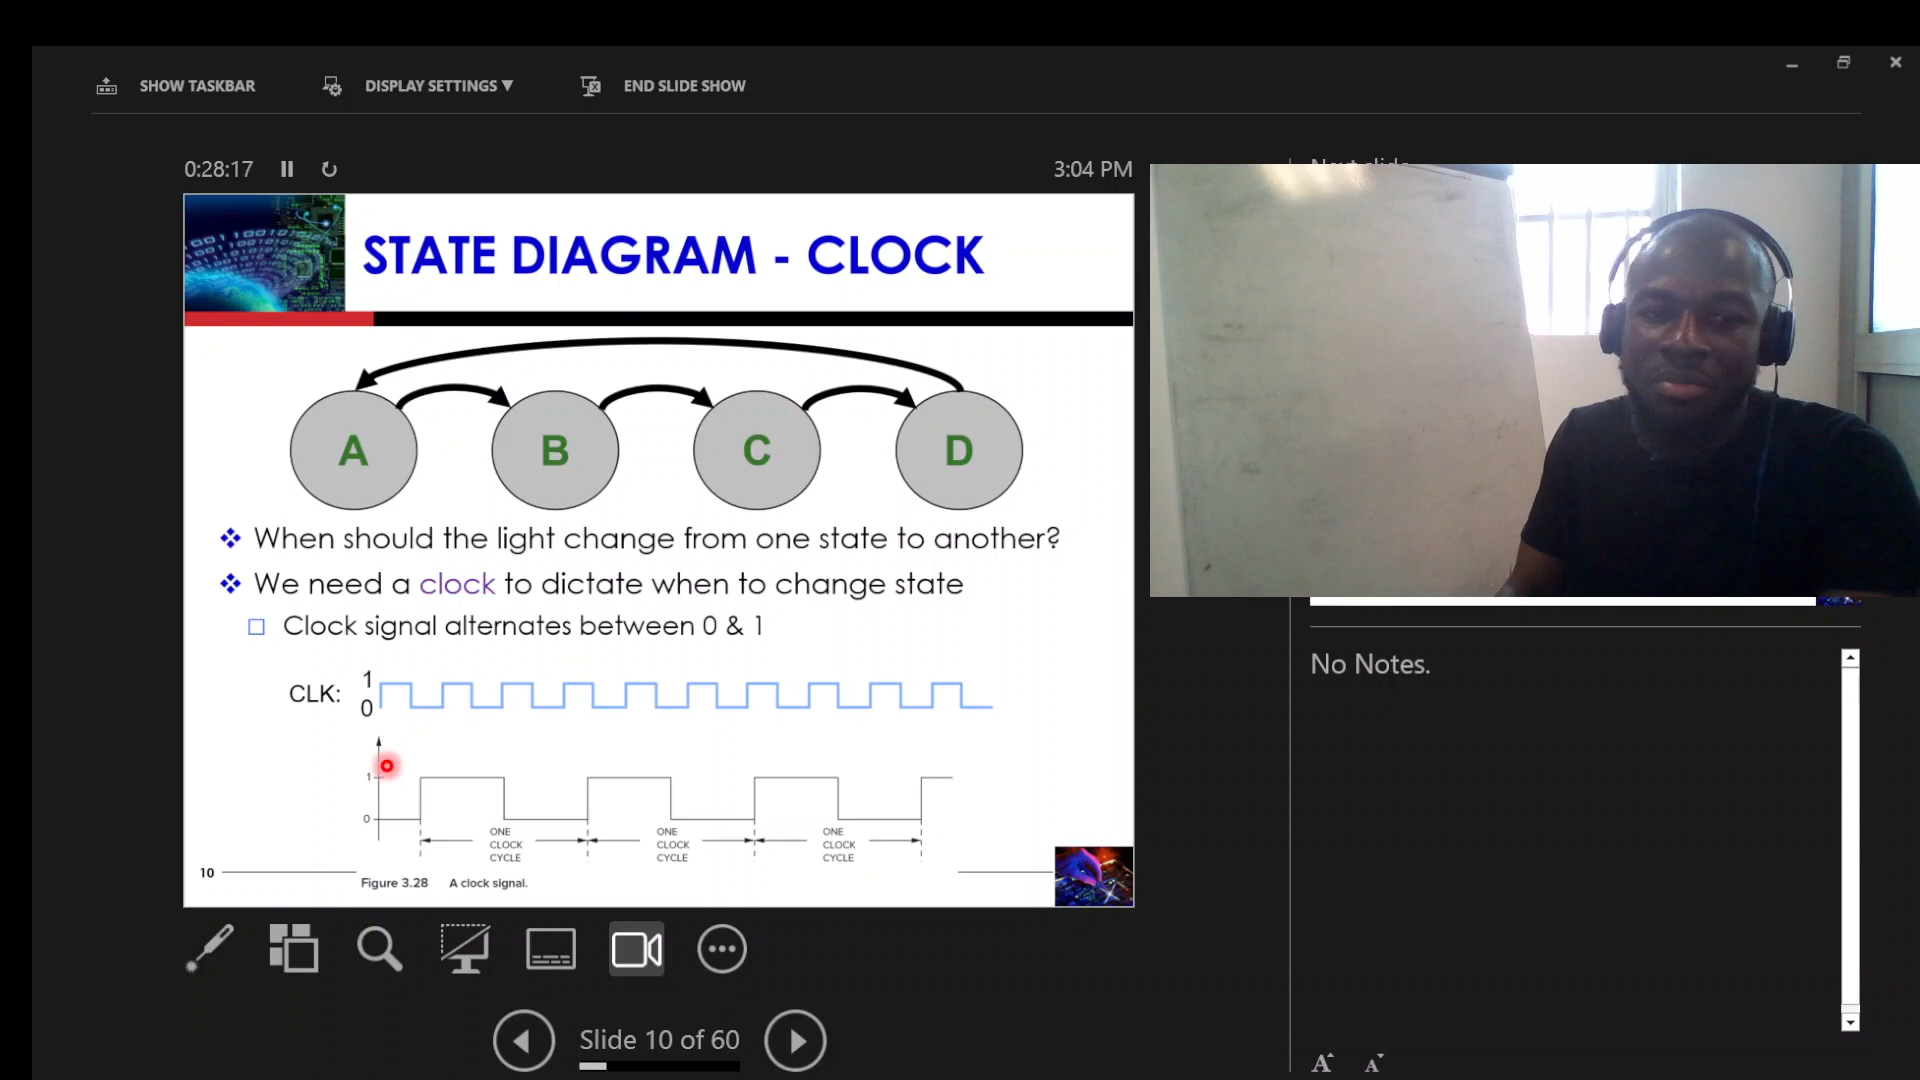 SHOW TASKBAR
DISPLAY SETTINGS ▼
END SLIDE SHOW
0:28:17
3:04 PM
Next slide
STATE DIAGRAM - CLOCK
A
B
C
D
When should the light change from one state to another?
We need a clock to dictate when to change state
Clock signal alternates between 0 & 1
CLK:
1
0
1
0
ONE CLOCK CYCLE
ONE CLOCK CYCLE
ONE CLOCK CYCLE
10
Figure 3.28 A clock signal.
No Notes.
Slide 10 of 60
A A